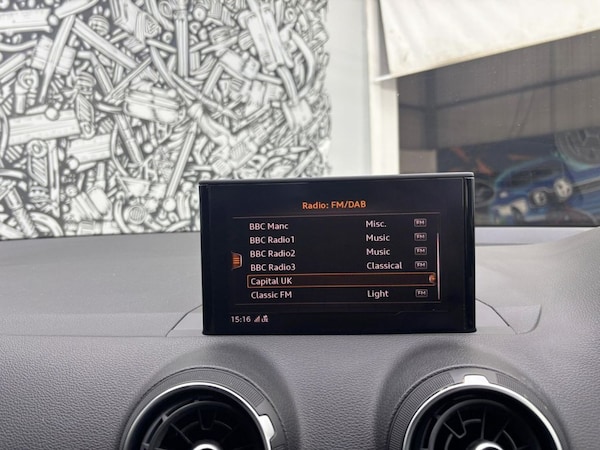 Radio: FM/DAB
BBC Manc Misc. FM
BBC Radio1 Music FM
BBC Radio2 Music FM
BBC Radio3 Classical FM
Capital UK
Classic FM Light FM
15:16 LTE